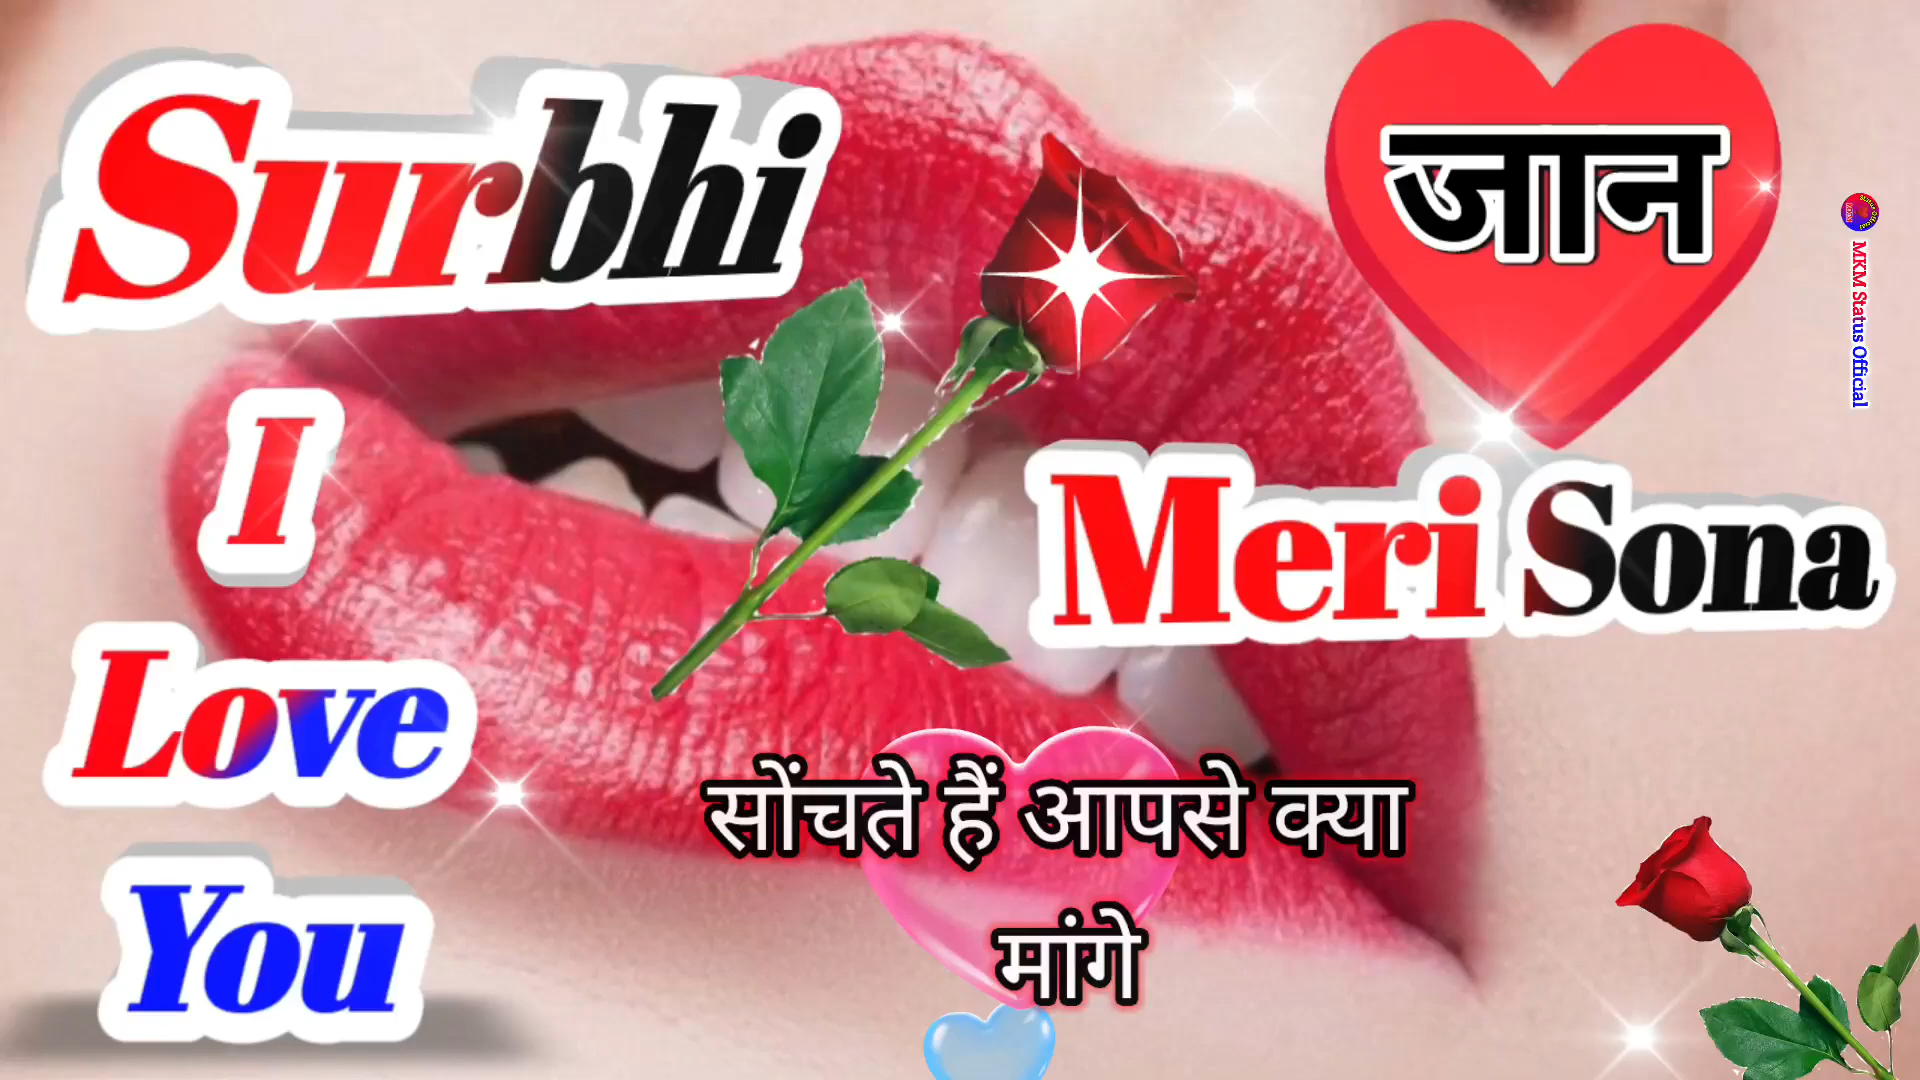 Surbhi
जान
I
Meri Sona
Love
You
सोंचते हैं आपसे क्या
मांगे
MKM Status Official